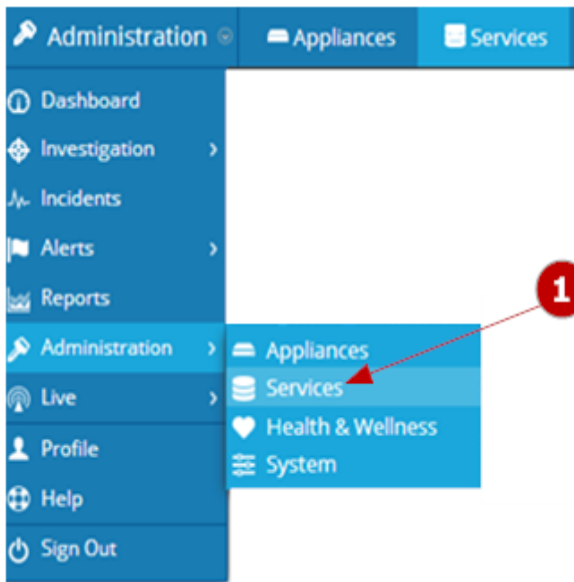 Administration Appliances Services
Dashboard
Investigation
Incidents
Alerts
Reports
Administration
Live
Profile
Help
Sign Out
Appliances
Services
Health & Wellness
System
1